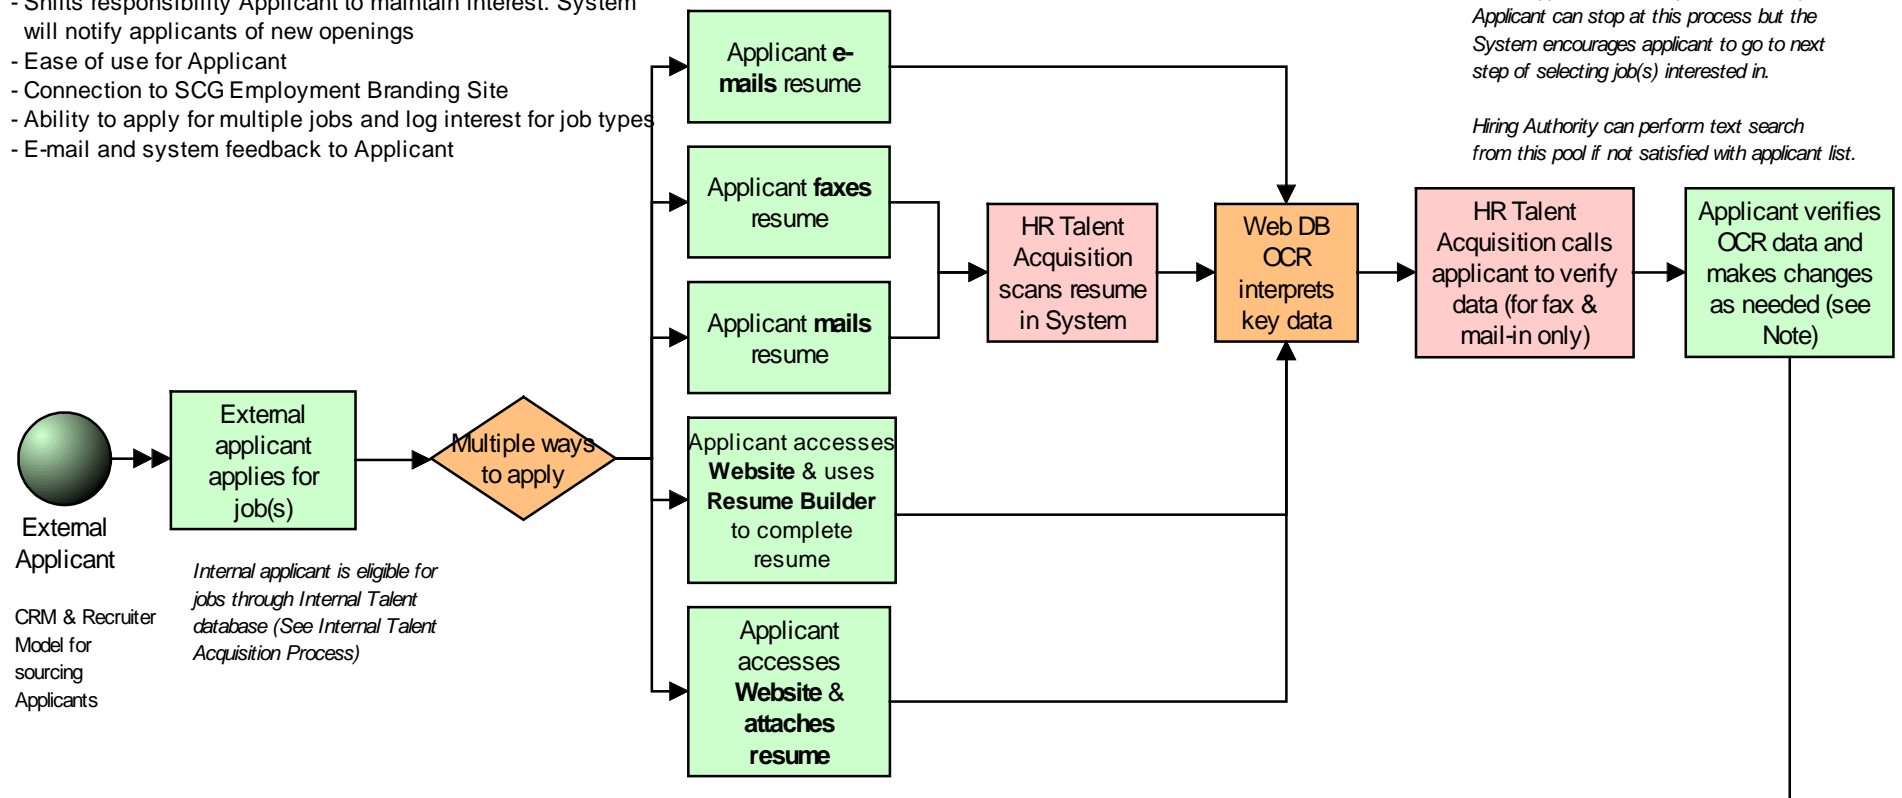 - Shifts responsibility Applicant to maintain interest. System
will notify applicants of new openings
- Ease of use for Applicant
- Connection to SCG Employment Branding Site
- Ability to apply for multiple jobs and log interest for job types
- E-mail and system feedback to Applicant
Applicant can stop at this process but the
System encourages applicant to go to next
step of selecting job(s) interested in.
Hiring Authority can perform text search
from this pool if not satisfied with applicant list.
Applicant e-
mails resume
Applicant faxes
resume
Applicant mails
resume
HR Talent
Acquisition
scans resume
in System
Web DB
OCR
interprets
key data
HR Talent
Acquisition calls
applicant to verify
data (for fax &
mail-in only)
Applicant verifies
OCR data and
makes changes
as needed (see
Note)
External
applicant
applies for
job(s)
Multiple ways
to apply
Applicant accesses
Website & uses
Resume Builder
to complete
resume
External
Applicant
CRM & Recruiter
Model for
sourcing
Applicants
Internal applicant is eligible for
jobs through Internal Talent
database (See Internal Talent
Acquisition Process)
Applicant
accesses
Website &
attaches
resume